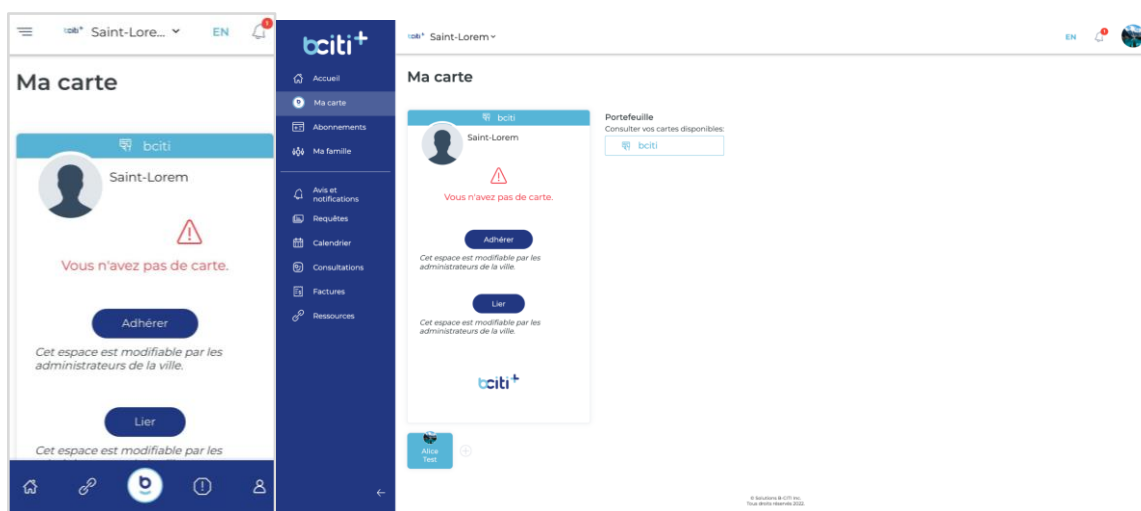 Saint-Lore...
EN
1
Ma carte
bciti
Saint-Lorem
Vous n'avez pas de carte.
Adhérer
Cet espace est modifiable par les
administrateurs de la ville.
Lier
Cet espace est modifiable par les
bciti+
Accueil
Ma carte
Abonnements
Ma famille
Avis et
notifications
Requêtes
Calendrier
Consultations
Factures
Ressources
bciti+ Saint-Lorem
EN
Ma carte
bciti
Saint-Lorem
Vous n'avez pas de carte.
Adhérer
Cet espace est modifiable par les
administrateurs de la ville.
Lier
Cet espace est modifiable par les
administrateurs de la ville.
bciti+
Alice
Test
Portefeuille
Consulter vos cartes disponibles:
bciti
© Solutions B-CITI Inc.
Tous droits réservés 2022.